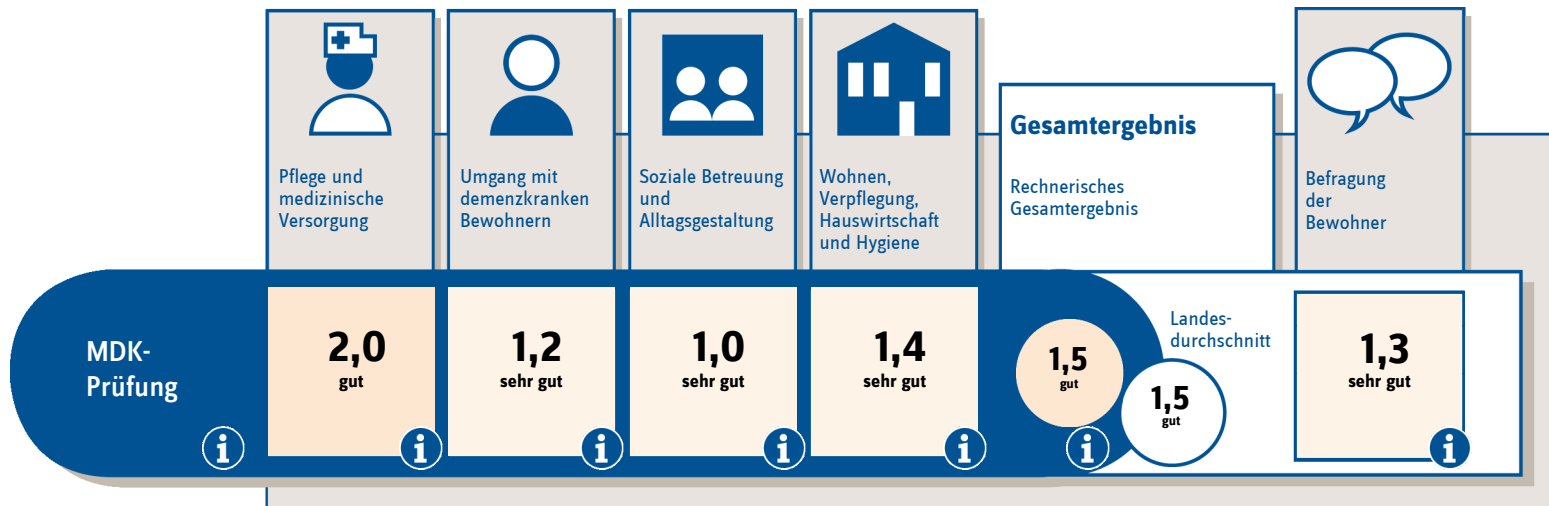 Pflege und
medizinische
Versorgung
Umgang mit
demenzkranken
Bewohnern
Soziale Betreuung
und
Alltagsgestaltung
Wohnen,
Verpflegung,
Hauswirtschaft
und Hygiene
Gesamtergebnis
Rechnerisches
Gesamtergebnis
Befragung
der
Bewohner
MDK-
Prüfung
i
2,0
gut
i
1,2
sehr gut
i
1,0
sehr gut
i
1,4
sehr gut
i
1,5
gut
i
Landes-
durchschnitt
1,5
gut
1,3
sehr gut
i